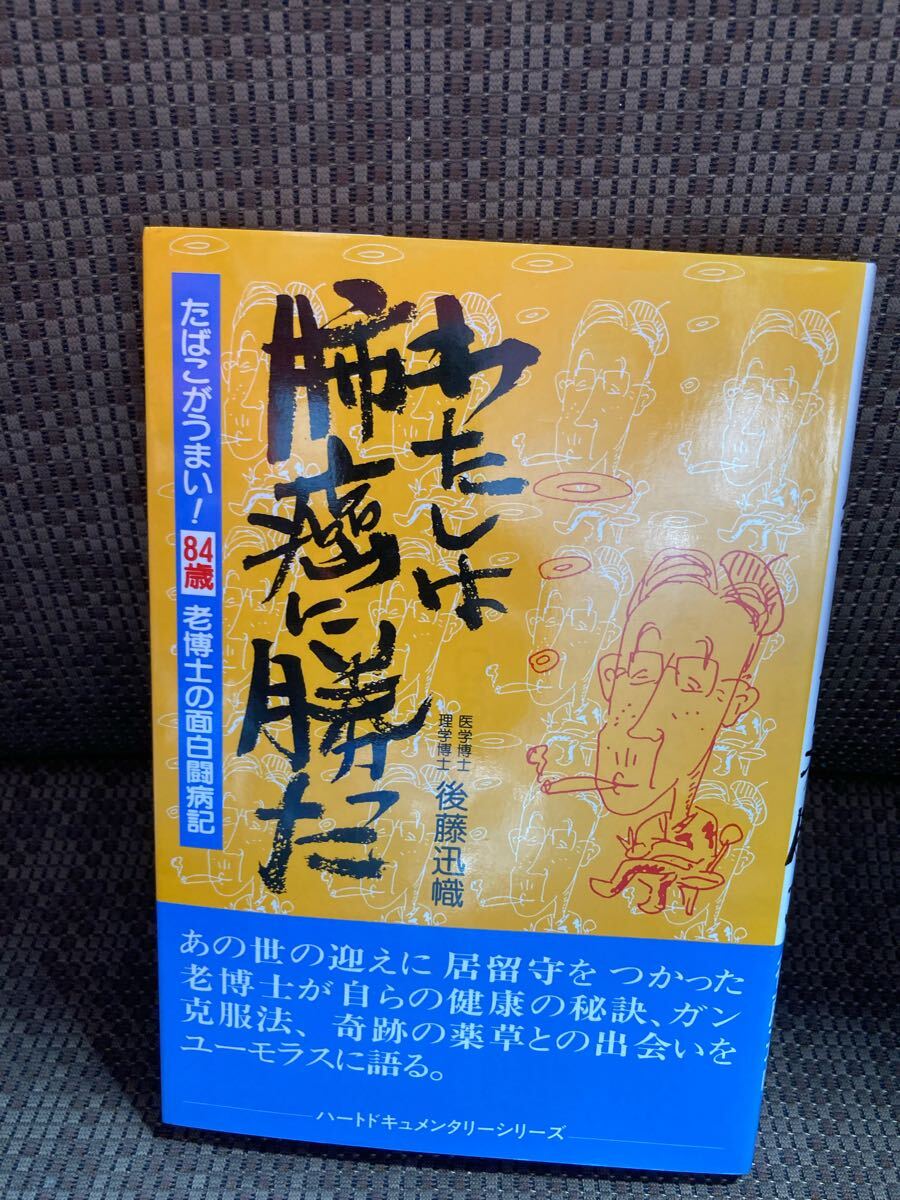 わたしは
肺癌に勝った
たばこがうまい!84歳 老博士の面白闘病記
医学博士
理学博士
後藤迅幟
あの世の迎えに 居留守を つかった
老博士が自らの健康の秘訣、ガン
克服法、奇跡の薬草との出会いを
ユーモラスに語る。
ハートドキュメンタリーシリーズ